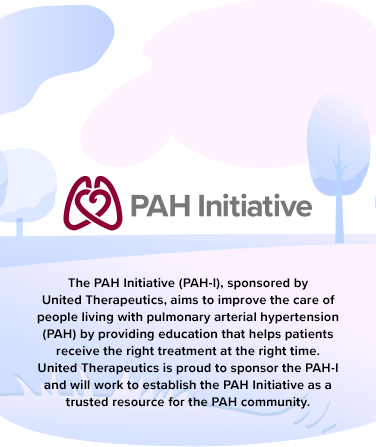 PAH Initiative
The PAH Initiative (PAH-I), sponsored by
United Therapeutics, aims to improve the care of
people living with pulmonary arterial hypertension
(PAH) by providing education that helps patients
receive the right treatment at the right time.
United Therapeutics is proud to sponsor the PAH-I
and will work to establish the PAH Initiative as a
trusted resource for the PAH community.